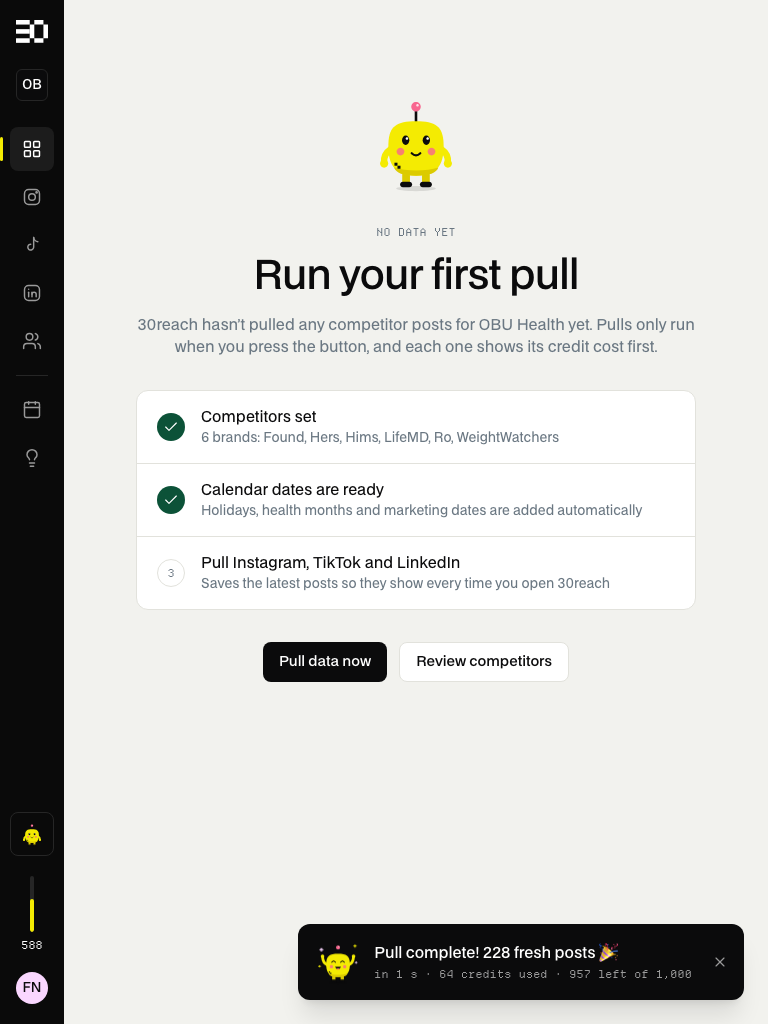 30
OB
NO DATA YET
Run your first pull
30reach hasn't pulled any competitor posts for OBU Health yet. Pulls only run
when you press the button, and each one shows its credit cost first.
Competitors set
6 brands: Found, Hers, Hims, LifeMD, Ro, WeightWatchers
Calendar dates are ready
Holidays, health months and marketing dates are added automatically
3
Pull Instagram, TikTok and LinkedIn
Saves the latest posts so they show every time you open 30reach
Pull data now
Review competitors
588
FN
Pull complete! 228 fresh posts 🎉
in 1 s · 64 credits used · 957 left of 1,000